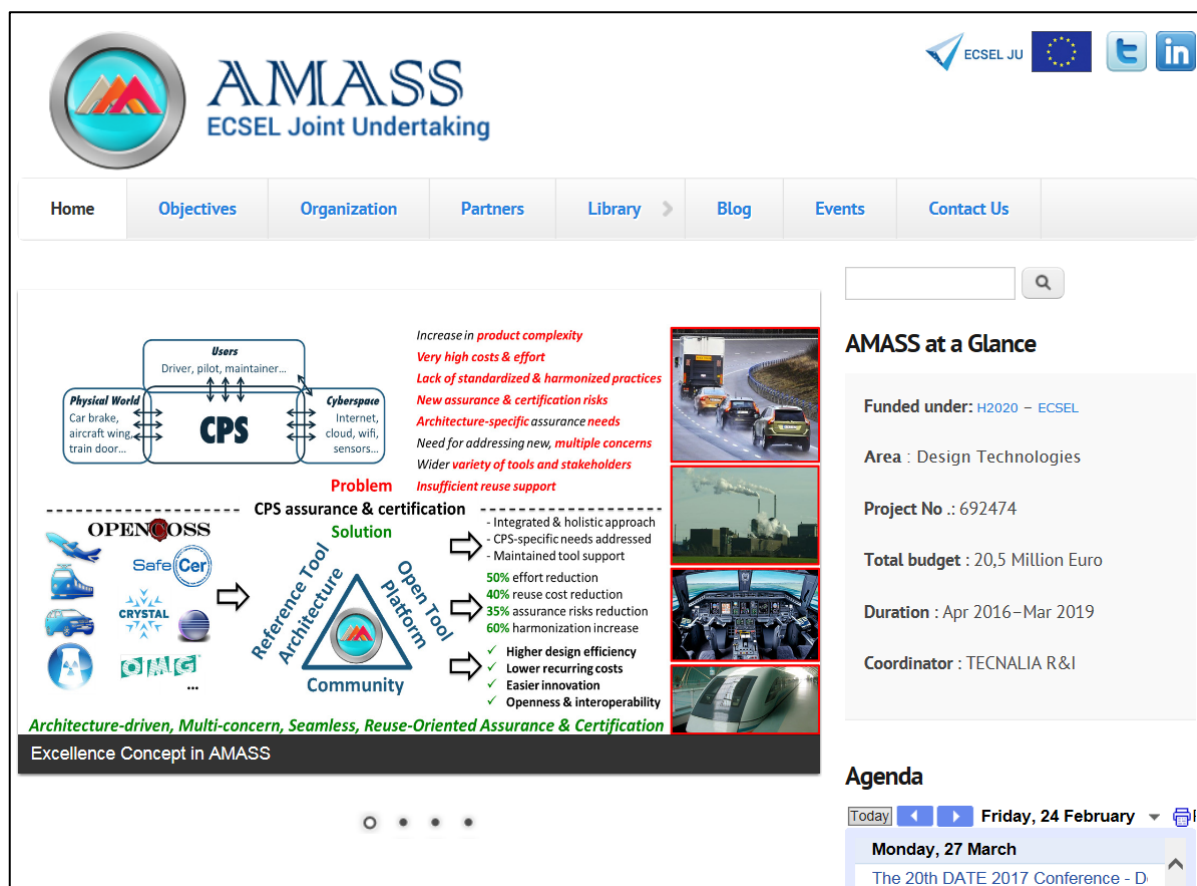 AMASS
ECSEL Joint Undertaking
ECSEL JU
Home
Objectives
Organization
Partners
Library
Blog
Events
Contact Us
Users
Driver, pilot, maintainer...
Physical World
Car brake,
aircraft wing,
train door...
CPS
Cyberspace
Internet,
cloud, wifi,
sensors...
Increase in product complexity
Very high costs & effort
Lack of standardized & harmonized practices
New assurance & certification risks
Architecture-specific assurance needs
Need for addressing new, multiple concerns
Wider variety of tools and stakeholders
Insufficient reuse support
Problem
CPS assurance & certification
Solution
OPENCOSS
SafeCer
CRYSTAL
OMG
...
Reference Tool
Architecture
Open Tool
Platform
Community
- Integrated & holistic approach
- CPS-specific needs addressed
- Maintained tool support
50% effort reduction
40% reuse cost reduction
35% assurance risks reduction
60% harmonization increase
✓ Higher design efficiency
✓ Lower recurring costs
✓ Easier innovation
✓ Openness & interoperability
Architecture-driven, Multi-concern, Seamless, Reuse-Oriented Assurance & Certification
Excellence Concept in AMASS
AMASS at a Glance
Funded under: H2020 – ECSEL
Area : Design Technologies
Project No .: 692474
Total budget : 20,5 Million Euro
Duration : Apr 2016–Mar 2019
Coordinator : TECNALIA R&I
Agenda
Today
Friday, 24 February
Monday, 27 March
The 20th DATE 2017 Conference - D